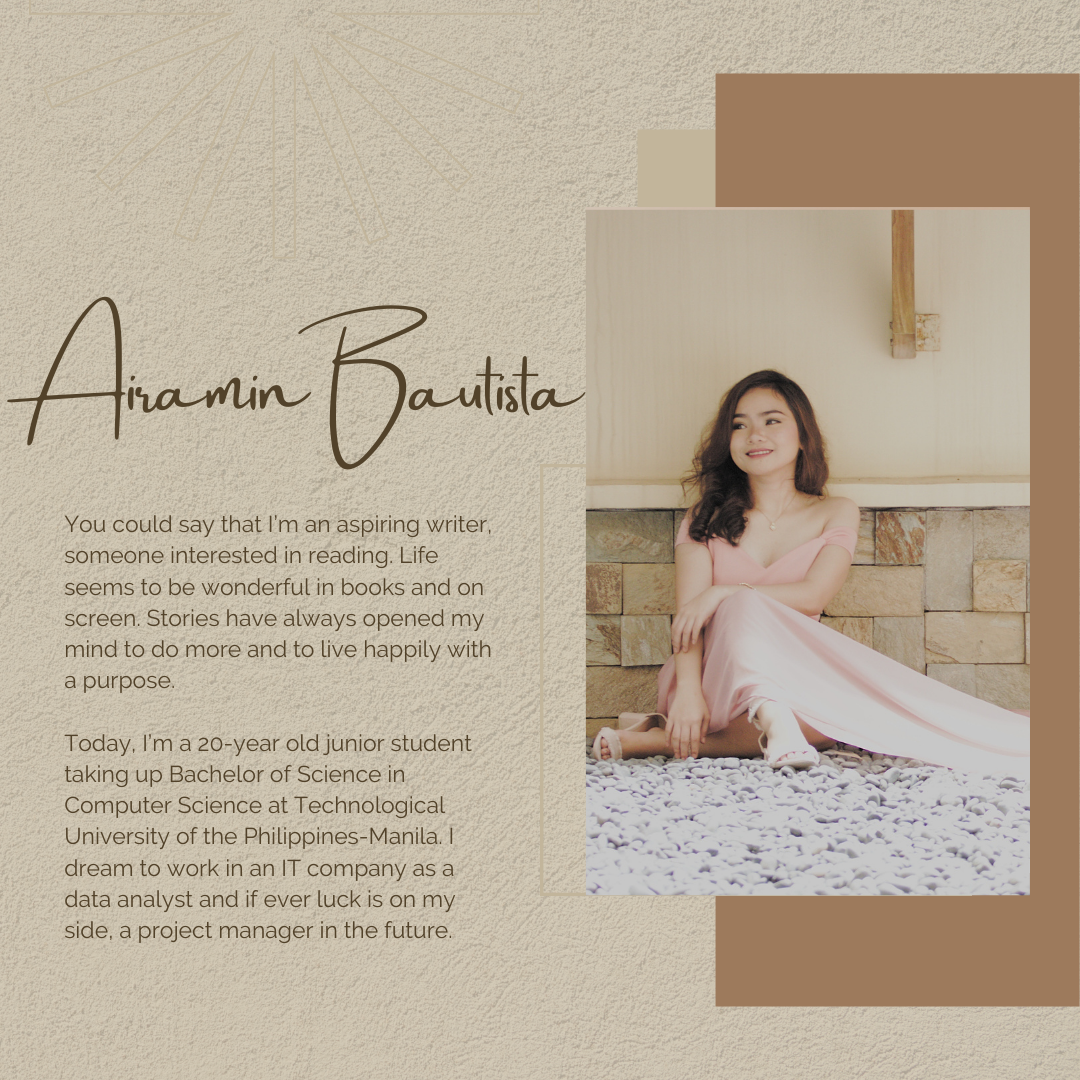 Airamin Bautista
You could say that I'm an aspiring writer,
someone interested in reading. Life
seems to be wonderful in books and on
screen. Stories have always opened my
mind to do more and to live happily with
a purpose.
Today, I'm a 20-year old junior student
taking up Bachelor of Science in
Computer Science at Technological
University of the Philippines-Manila. I
dream to work in an IT company as a
data analyst and if ever luck is on my
side, a project manager in the future.